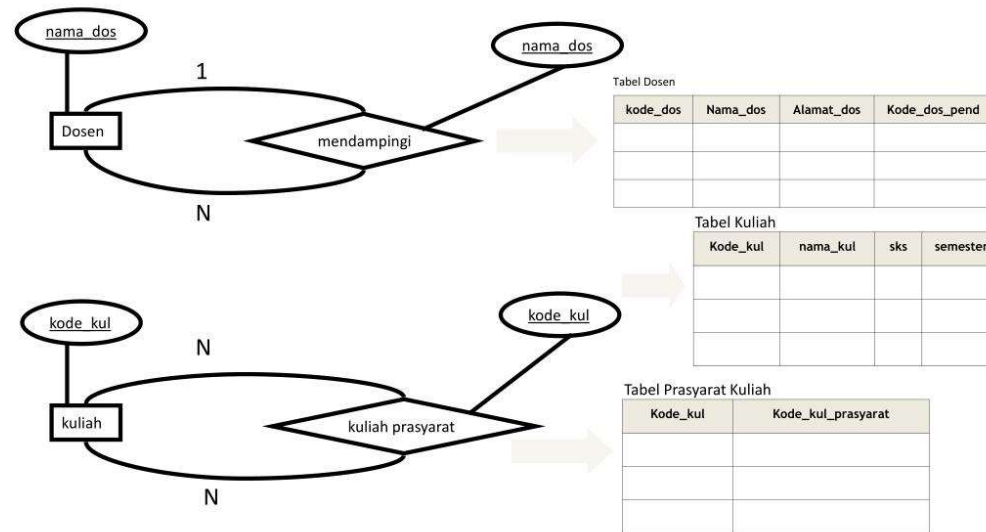 nama_dos
nama_dos
1
Dosen
mendampingi
N
Tabel Dosen
kode_dos Nama_dos Alamat_dos Kode_dos_pend
Tabel Kuliah
Kode_kul nama_kul sks semester
kode_kul
kode_kul
N
kuliah
kuliah prasyarat
N
Tabel Prasyarat Kuliah
Kode_kul Kode_kul_prasyarat